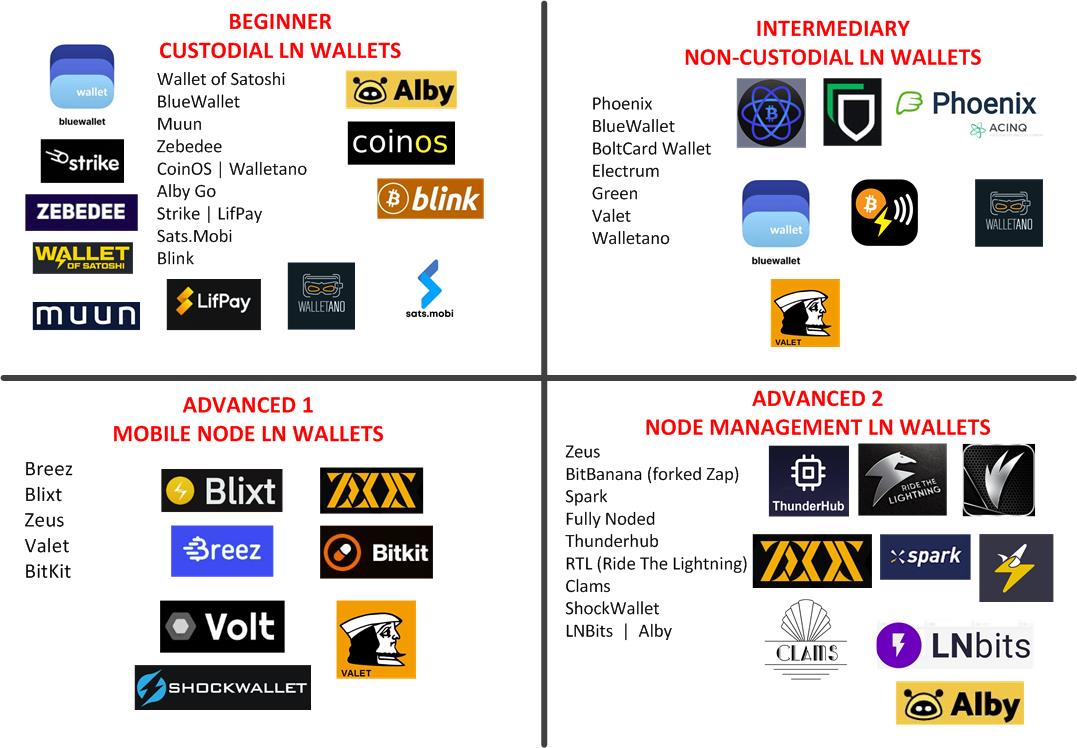 BEGINNER
CUSTODIAL LN WALLETS
Wallet of Satoshi
BlueWallet
Muun
Zebedee
CoinOS | Walletano
Alby Go
Strike | LifPay
Sats.Mobi
Blink
wallet
bluewallet
strike
ZEBEDEE
WALLET
OF SATOSHI
muun
Alby
coinos
blink
LifPay
WALLETANO
sats.mobi
INTERMEDIARY
NON-CUSTODIAL LN WALLETS
Phoenix
BlueWallet
BoltCard Wallet
Electrum
Green
Valet
Walletano
Phoenix
ACINQ
wallet
bluewallet
WALLETANO
VALET
ADVANCED 1
MOBILE NODE LN WALLETS
Breez
Blixt
Zeus
Valet
BitKit
Blixt
ZEUS
Breez
Bitkit
Volt
VALET
SHOCKWALLET
ADVANCED 2
NODE MANAGEMENT LN WALLETS
Zeus
BitBanana (forked Zap)
Spark
Fully Noded
Thunderhub
RTL (Ride The Lightning)
Clams
ShockWallet
LNBits | Alby
ThunderHub
RIDE THE
LIGHTNING
ZEUS
spark
CLAMS
LNbits
Alby